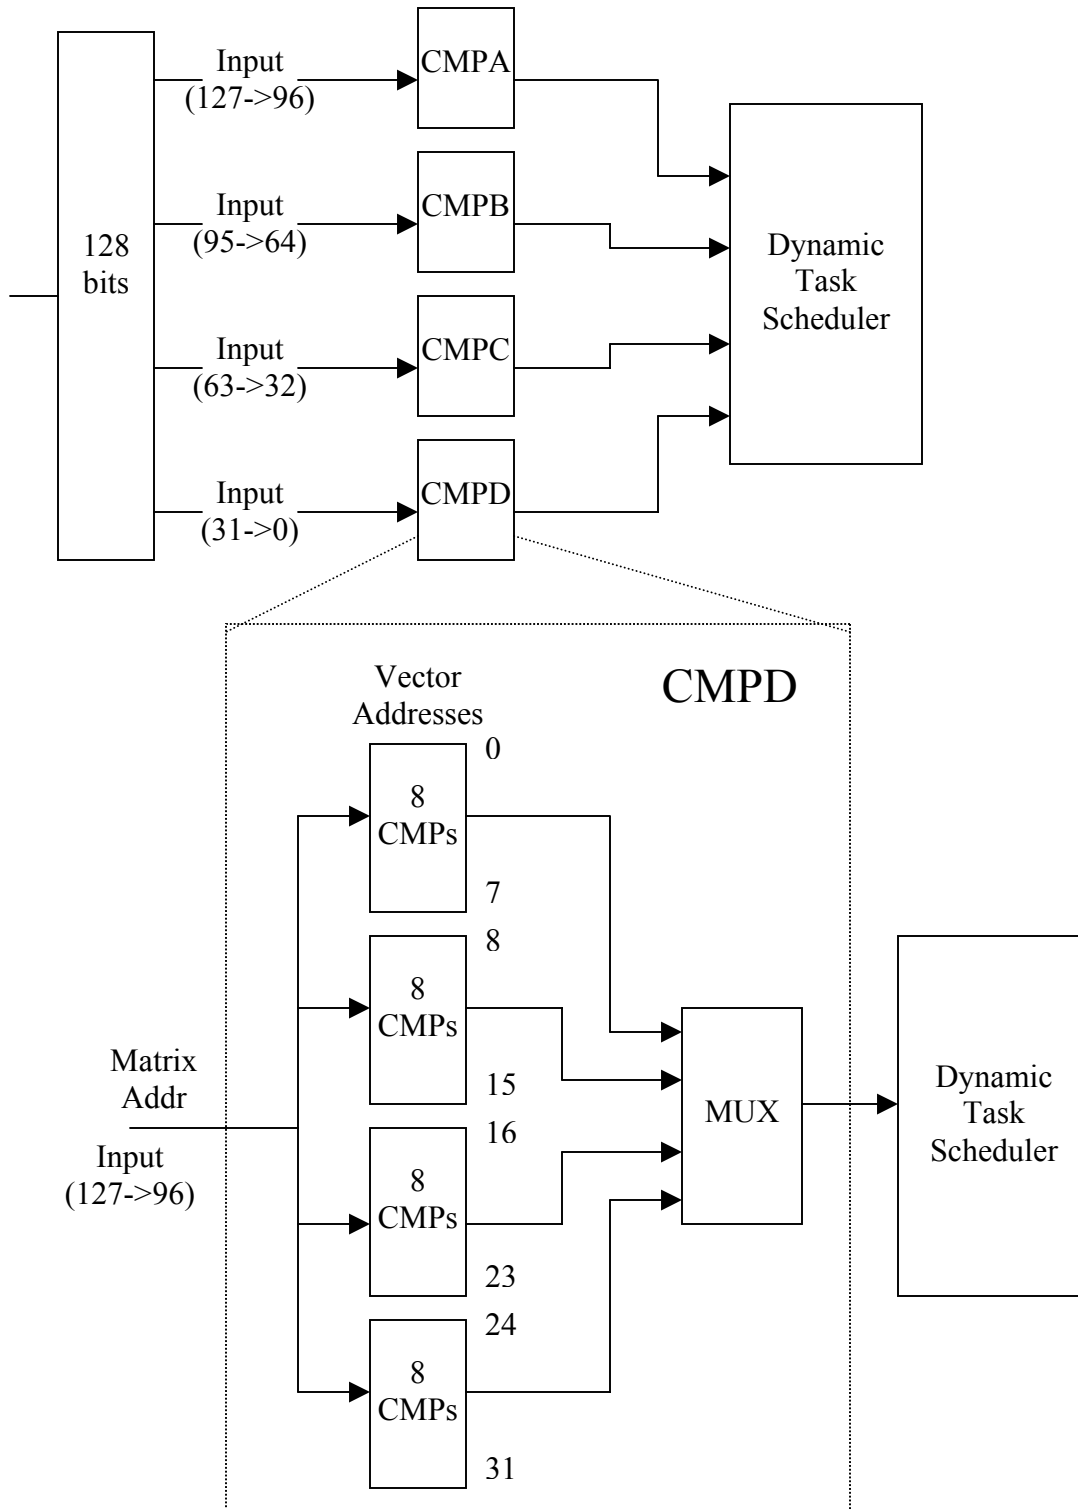 Input
(127->96)
CMPA
Input
(95->64)
CMPB
128
bits
Dynamic
Task
Scheduler
Input
(63->32)
CMPC
Input
(31->0)
CMPD
CMPD
Vector
Addresses
0
8
CMPs
7
8
8
CMPs
15
Matrix
Addr
Input
(127->96)
16
8
CMPs
23
24
8
CMPs
31
MUX
Dynamic
Task
Scheduler